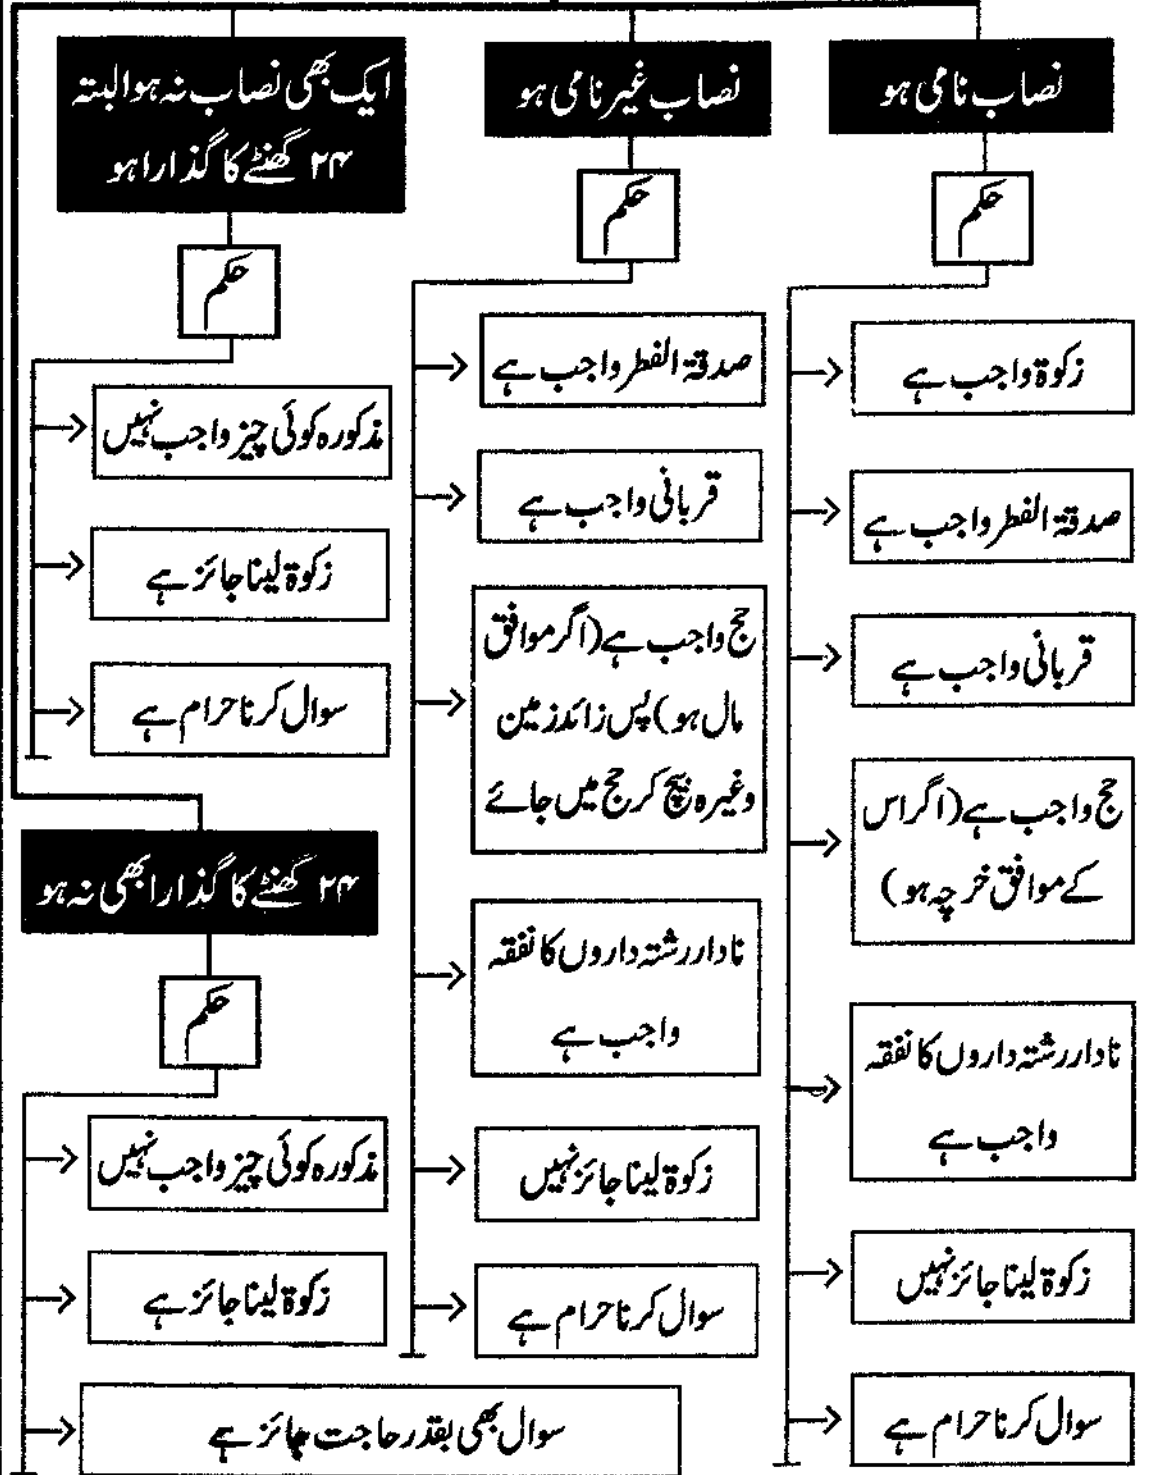 نصاب نامی ہو
حکم
زکوۃ واجب ہے
صدقۃ الفطر واجب ہے
قربانی واجب ہے
حج واجب ہے (اگر اس
کے موافق خرچہ ہو)
نادار رشتہ داروں کا نفقہ
واجب ہے
زکوۃ لینا جائز نہیں
سوال کرنا حرام ہے
نصاب غیر نامی ہو
حکم
صدقۃ الفطر واجب ہے
قربانی واجب ہے
حج واجب ہے (اگر موافق
مال ہو) پس زائد زمین
وغیرہ بیچ کر حج میں جائے
نادار رشتہ داروں کا نفقہ
واجب ہے
زکوۃ لینا جائز نہیں
سوال کرنا حرام ہے
ایک بھی نصاب نہ ہو البتہ
۲۴ گھنٹے کا گذارا ہو
حکم
مذکورہ کوئی چیز واجب نہیں
زکوۃ لینا جائز ہے
سوال کرنا حرام ہے
۲۴ گھنٹے کا گذارا بھی نہ ہو
حکم
مذکورہ کوئی چیز واجب نہیں
زکوۃ لینا جائز ہے
سوال بھی بقدر حاجت جائز ہے